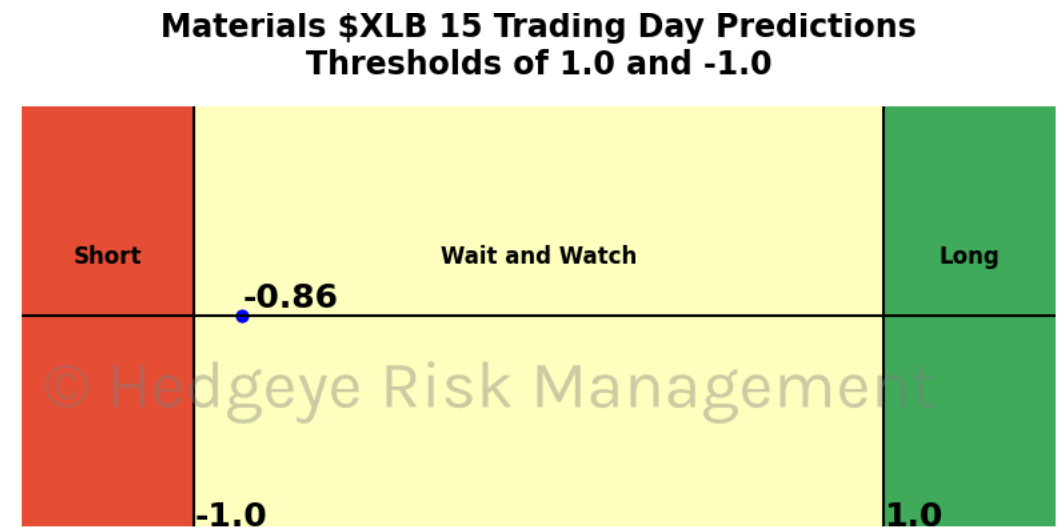 Materials $XLB 15 Trading Day Predictions
Thresholds of 1.0 and -1.0
Short
Wait and Watch
Long
-0.86
© Hedgeye Risk Management
-1.0
1.0